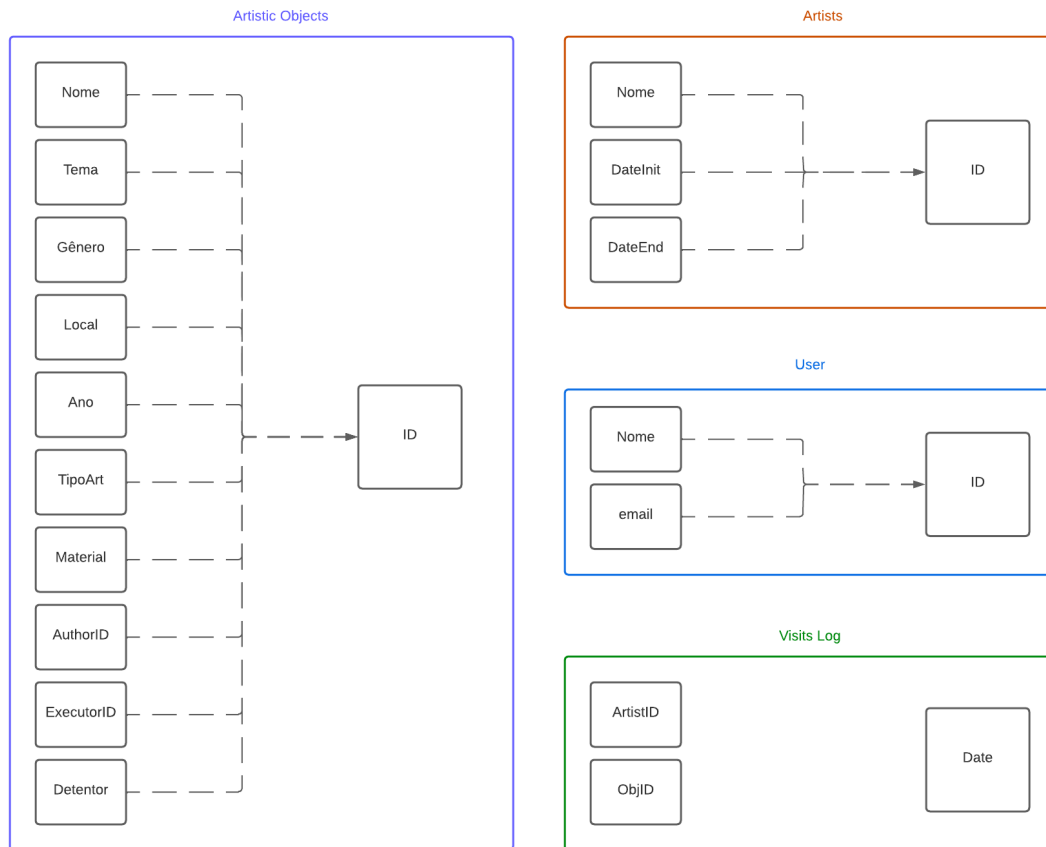 Artistic Objects
Nome
Tema
Gênero
Local
Ano
TipoArt
Material
AuthorID
ExecutorID
Detentor
ID
Artists
Nome
DateInit
DateEnd
ID
User
Nome
email
ID
Visits Log
ArtistID
ObjID
Date